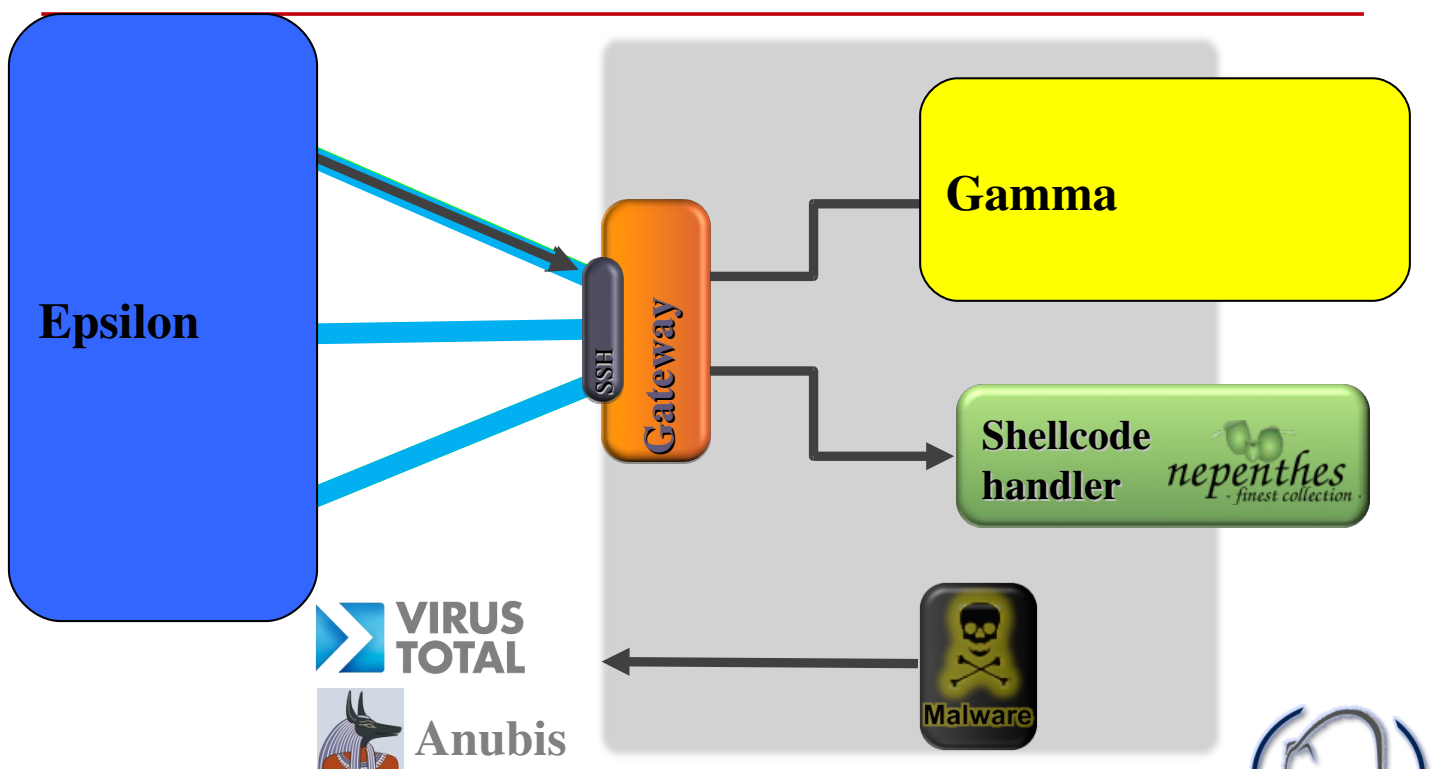 Gamma
Epsilon
SSH
Gateway
Shellcode
handler
nepenthes
- finest collection -
VIRUS
TOTAL
Malware
Anubis